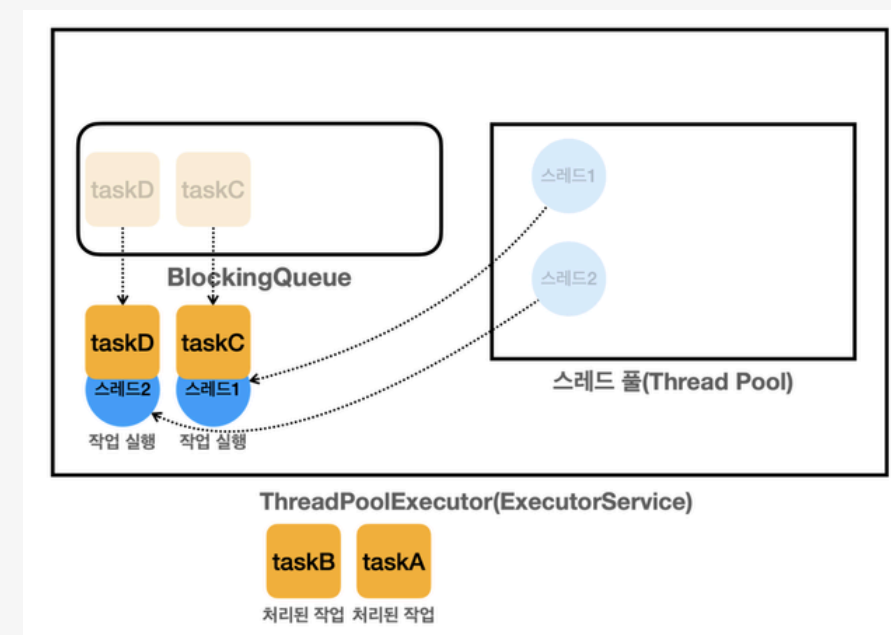 taskD
taskC
스레드1
스레드2
BlockingQueue
taskD
taskC
스레드2
스레드1
작업 실행
작업 실행
스레드 풀(Thread Pool)
ThreadPoolExecutor(ExecutorService)
taskB
taskA
처리된 작업
처리된 작업